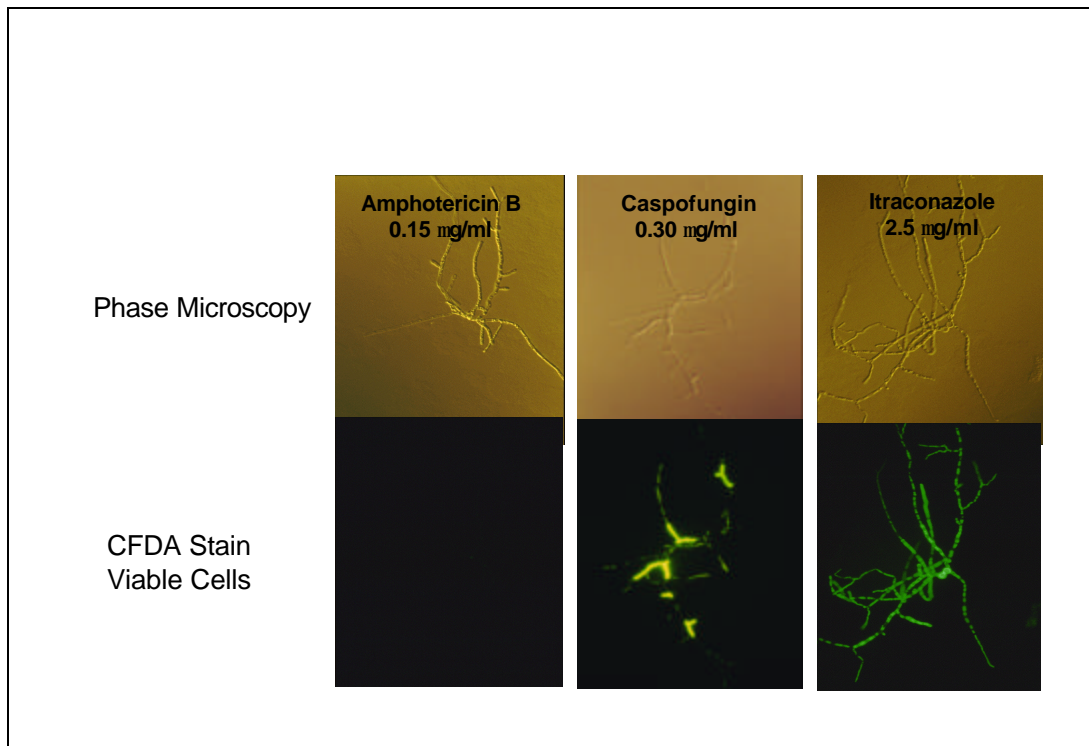 Amphotericin B
0.15 mg/ml
Caspofungin
0.30 mg/ml
Itraconazole
2.5 mg/ml
Phase Microscopy
CFDA Stain
Viable Cells